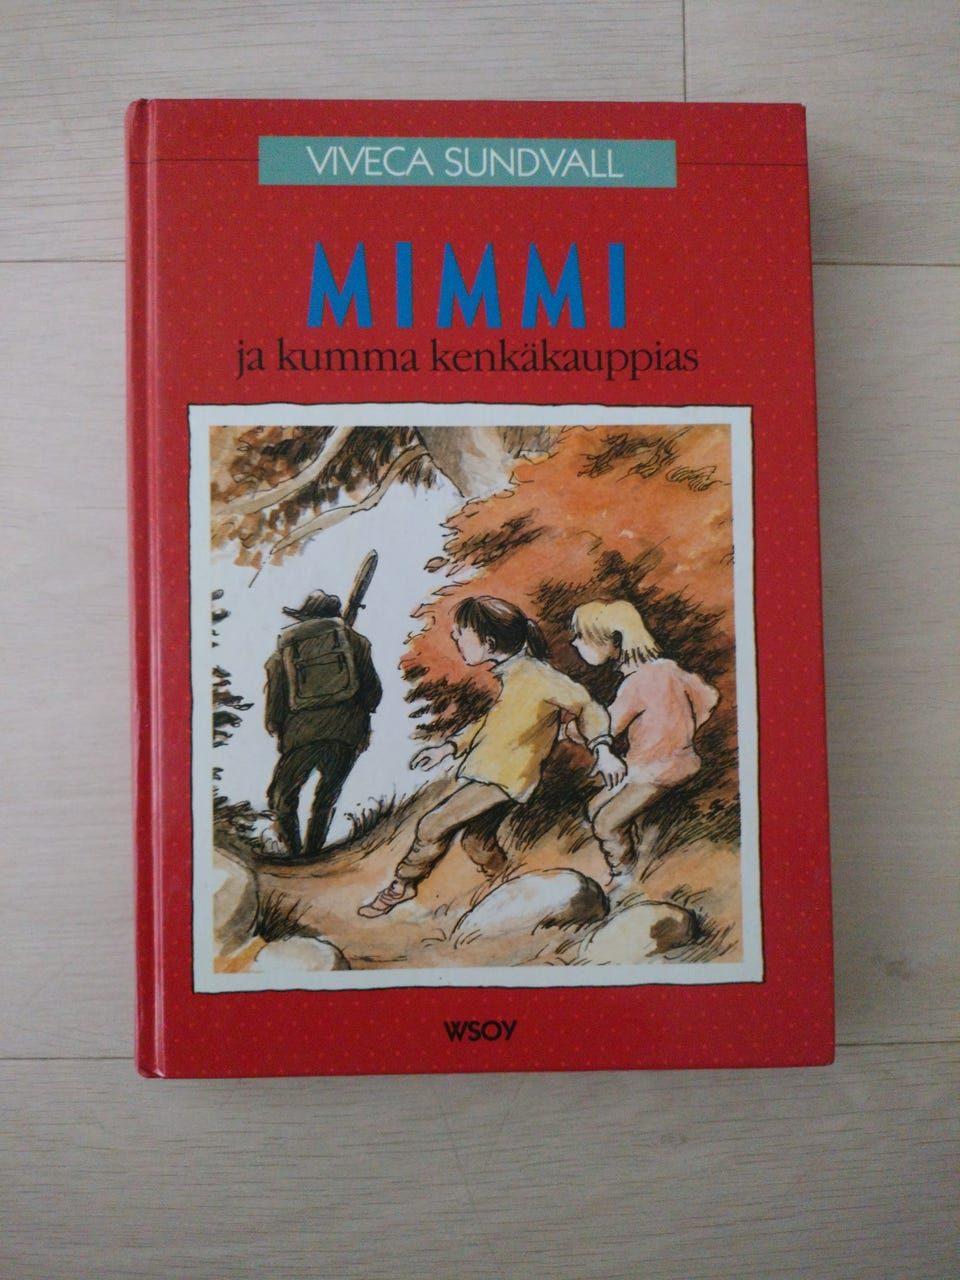 VIVECA SUNDVALL
MIMMI
ja kumma kenkäkauppias
WSOY